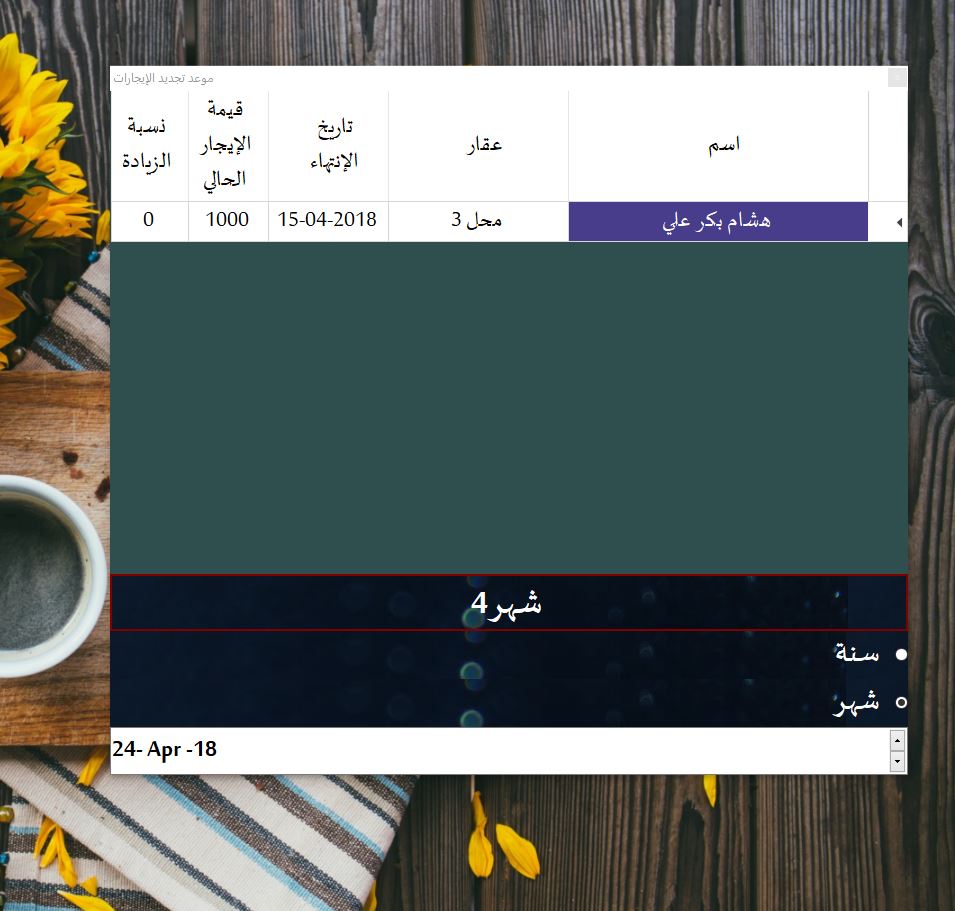 موعد تجديد الإيجارات
اسم
عقار
تاريخ
الإنتهاء
قيمة
الإيجار
الحالي
نسبة
الزيادة
هشام بكر علي
محل 3
15-04-2018
1000
0
شهر4
سنة
شهر
24- Apr -18